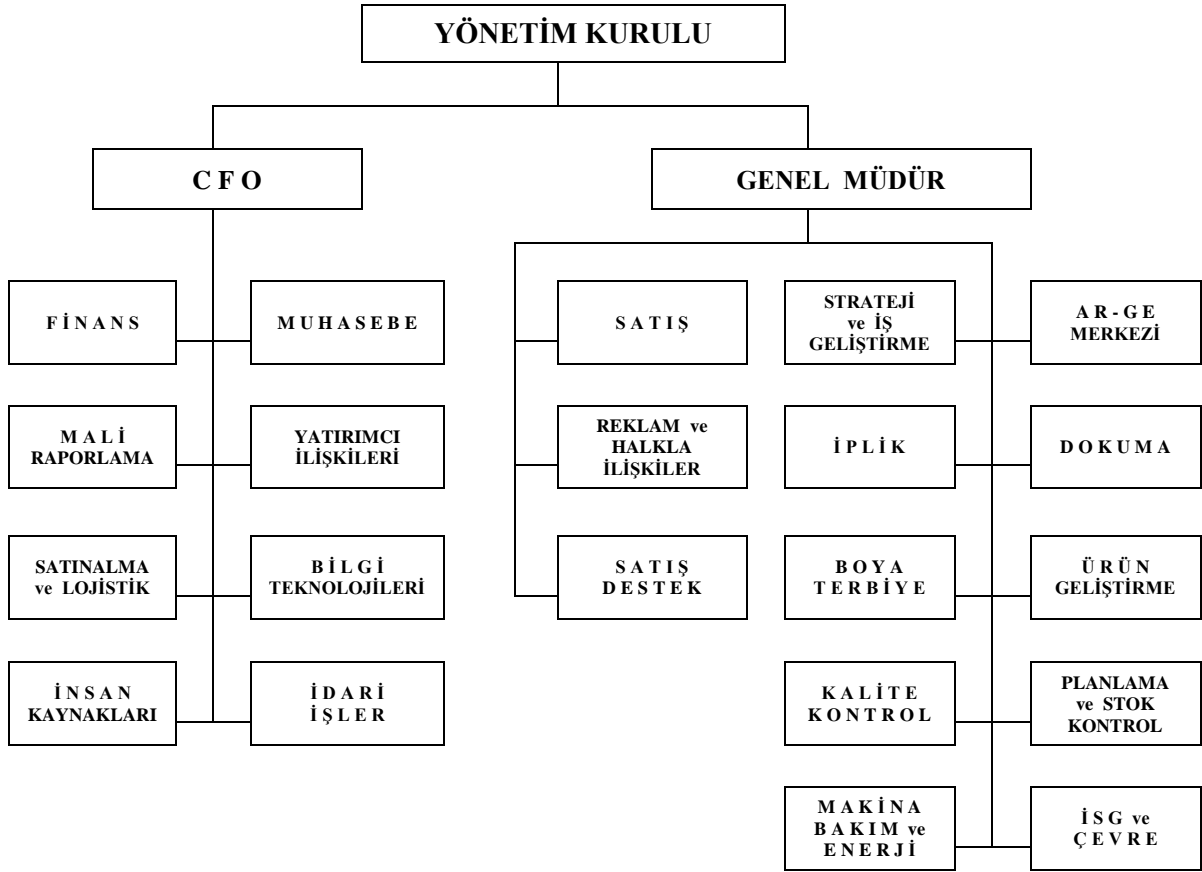 YÖNETİM KURULU
C F O
GENEL MÜDÜR
F İ N A N S
M U H A S E B E
S A T I Ş
STRATEJİ
ve İŞ
GELİŞTİRME
A R - G E
MERKEZİ
M A L İ
RAPORLAMA
YATIRIMCI
İLİŞKİLERİ
REKLAM ve
HALKLA
İLİŞKİLER
İ P L İ K
D O K U M A
SATINALMA
ve LOJİSTİK
B İ L G İ
TEKNOLOJİLERİ
S A T I Ş
D E S T E K
B O Y A
T E R B İ Y E
Ü R Ü N
GELİŞTİRME
İ N S A N
KAYNAKLARI
İ D A R İ
İ Ş L E R
K A L İ T E
K O N T R O L
PLANLAMA
ve STOK
KONTROL
M A K İ N A
B A K I M ve
E N E R J İ
İ S G ve
Ç E V R E